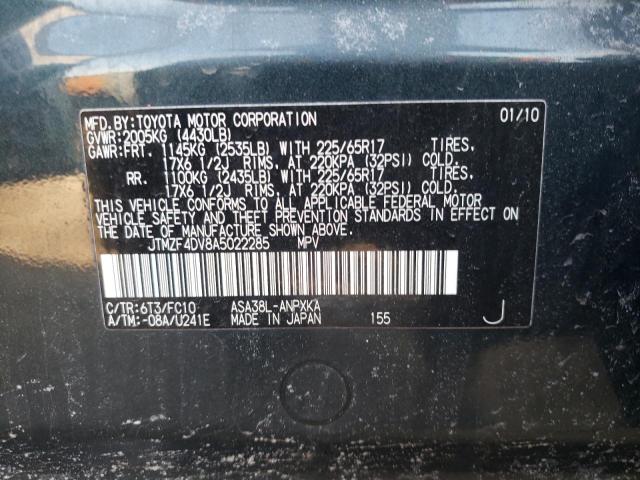 MFD.BY:TOYOTA MOTOR CORPORATION 01/10
GVWR:2005KG (4430LB)
GAWR:FRT. 1145KG (2535LB) WITH 225/65R17 TIRES.
17X6 1/2J RIMS, AT 220KPA (32PSI) COLD.
RR. 1100KG (2435LB) WITH 225/65R17 TIRES.
17X6 1/2J RIMS, AT 220KPA (32PSI) COLD.
THIS VEHICLE CONFORMS TO ALL APPLICABLE FEDERAL MOTOR
VEHICLE SAFETY AND THEFT PREVENTION STANDARDS IN EFFECT ON
THE DATE OF MANUFACTURE SHOWN ABOVE.
JTMZF4DV8A5022285 MPV
C/TR:6T3/FC10 ASA38L-ANPXKA
A/TM:-08A/U241E MADE IN JAPAN 155 J